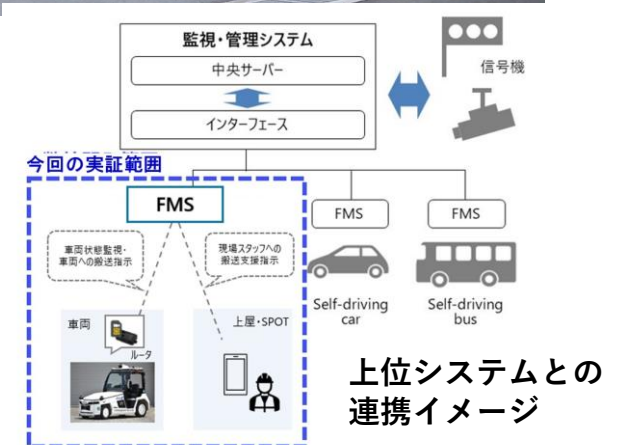 監視・管理システム
中央サーバー
インターフェース
信号機
今回の実証範囲
FMS
FMS
FMS
車両状態監視・
車両への搬送指示
現場スタッフへの
搬送支援指示
Self-driving
car
Self-driving
bus
車両
ルータ
上屋・SPOT
上位システムとの
連携イメージ